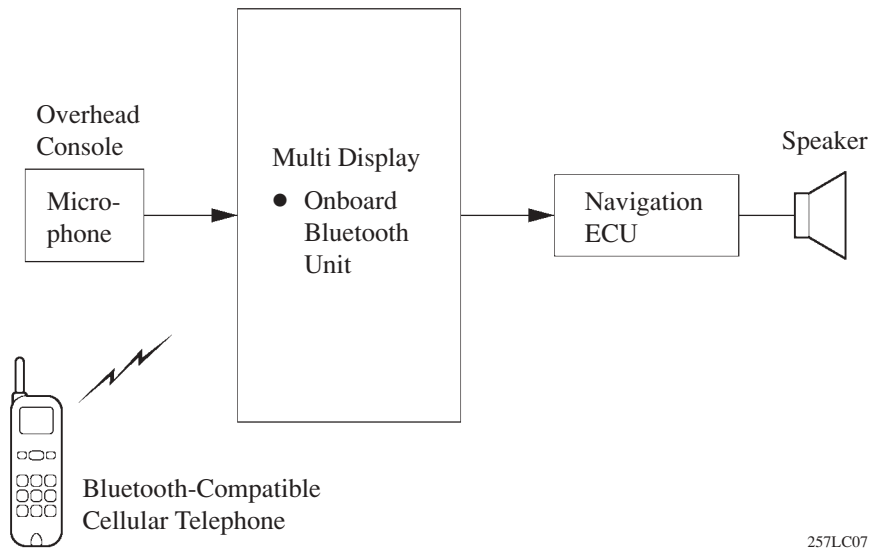 Overhead
Console
Micro-
phone
Multi Display
● Onboard
Bluetooth
Unit
Navigation
ECU
Speaker
Bluetooth-Compatible
Cellular Telephone
257LC07